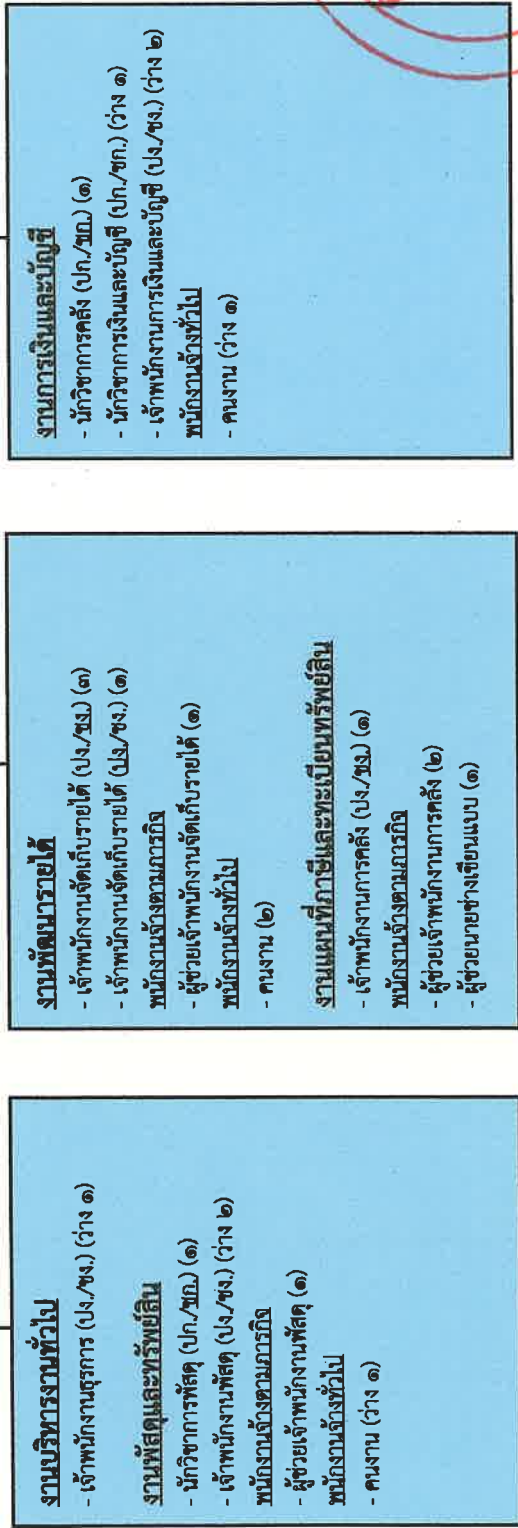 งานบริหารงานทั่วไป
- เจ้าพนักงานธุรการ (ปง./ชง.) (ว่าง ๑)
งานพัสดุและทรัพย์สิน
- นักวิชาการพัสดุ (ปก./ชก.) (๑)
- เจ้าพนักงานพัสดุ (ปง./ชง.) (ว่าง ๒)
พนักงานจ้างตามภารกิจ
- ผู้ช่วยเจ้าพนักงานพัสดุ (๑)
พนักงานจ้างทั่วไป
- คนงาน (ว่าง ๑)
งานพัฒนารายได้
- เจ้าพนักงานจัดเก็บรายได้ (ปง./ชง.) (๓)
- เจ้าพนักงานจัดเก็บรายได้ (ปง./ชง.) (๑)
พนักงานจ้างตามภารกิจ
- ผู้ช่วยเจ้าพนักงานจัดเก็บรายได้ (๑)
พนักงานจ้างทั่วไป
- คนงาน (๒)
งานแผนที่ภาษีและทะเบียนทรัพย์สิน
- เจ้าพนักงานการคลัง (ปง./ชง.) (๑)
พนักงานจ้างตามภารกิจ
- ผู้ช่วยเจ้าพนักงานการคลัง (๒)
- ผู้ช่วยนายช่างเขียนแบบ (๑)
งานการเงินและบัญชี
- นักวิชาการคลัง (ปก./ชก.) (๑)
- นักวิชาการเงินและบัญชี (ปก./ชก.) (ว่าง ๑)
- เจ้าพนักงานการเงินและบัญชี (ปง./ชง.) (ว่าง ๒)
พนักงานจ้างทั่วไป
- คนงาน (ว่าง ๑)